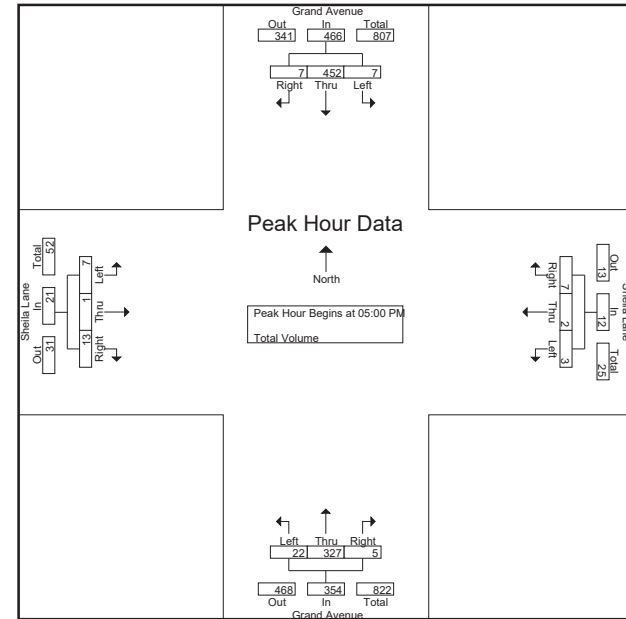 Grand Avenue
Out In Total
341 466 807
7 452 7
Right Thru Left
Peak Hour Data
North
Peak Hour Begins at 05:00 PM
Total Volume
Sheila Lane
Total In Out
52 21 31
7 1 13
Left Thru Right
Right Thru Left
7 2 3
Out In Total
13 12 25
Sheila Lane
Left Thru Right
22 327 5
468 354 822
Out In Total
Grand Avenue